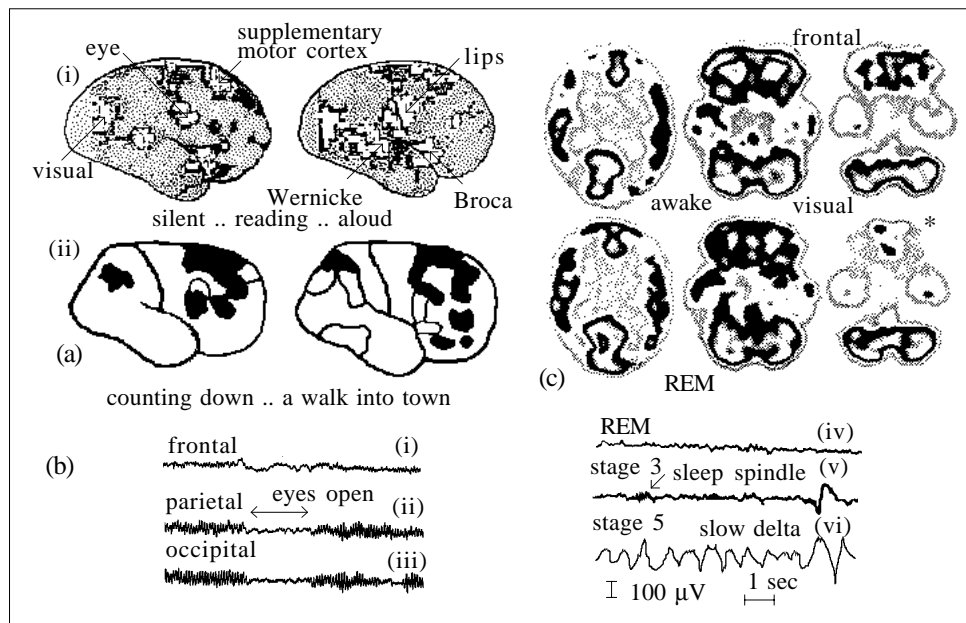 (i)
eye
supplementary
motor cortex
lips
visual
Wernicke
Broca
silent .. reading .. aloud
(ii)
(a)
counting down .. a walk into town
(b)
frontal
(i)
parietal
eyes open
(ii)
occipital
(iii)
frontal
awake
visual
*
(c)
REM
REM
(iv)
stage 3
sleep spindle
(v)
stage 5
slow delta
(vi)
100 µV
1 sec